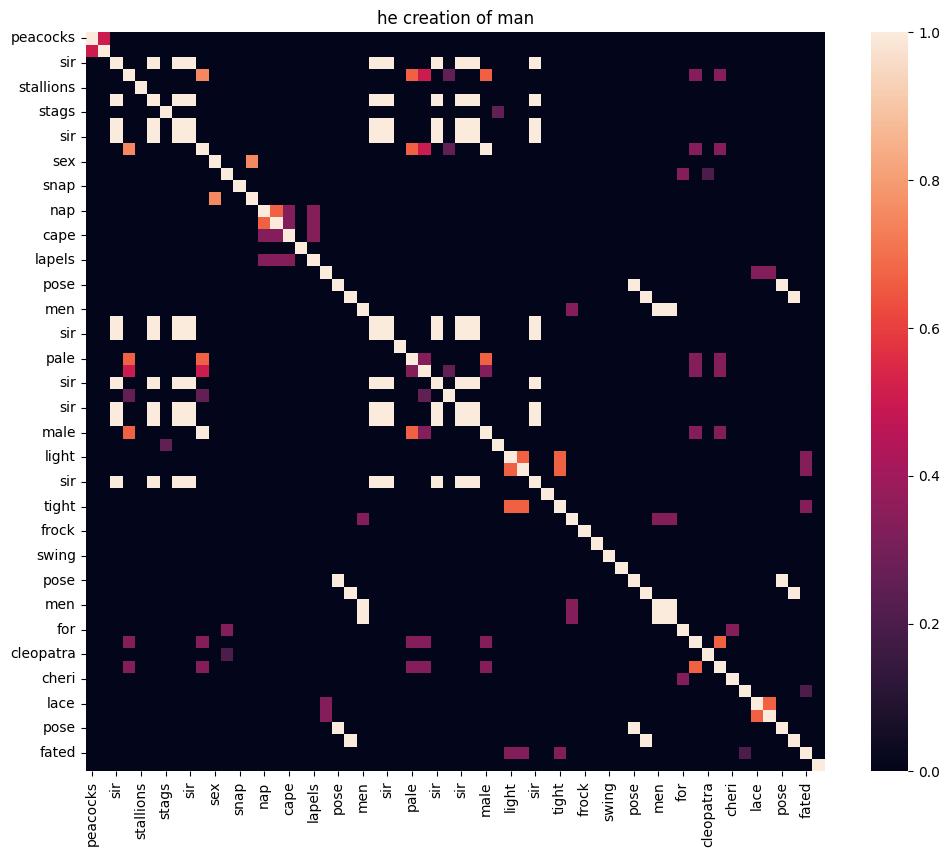 he creation of man
peacocks
sir
stallions
stags
sir
sex
snap
nap
cape
lapels
pose
men
sir
pale
sir
sir
male
light
sir
tight
frock
swing
pose
men
for
cleopatra
cheri
lace
pose
fated
peacocks
sir
stallions
stags
sir
sex
snap
nap
cape
lapels
pose
men
sir
pale
sir
sir
male
light
sir
tight
frock
swing
pose
men
for
cleopatra
cheri
lace
pose
fated
1.0
0.8
0.6
0.4
0.2
0.0